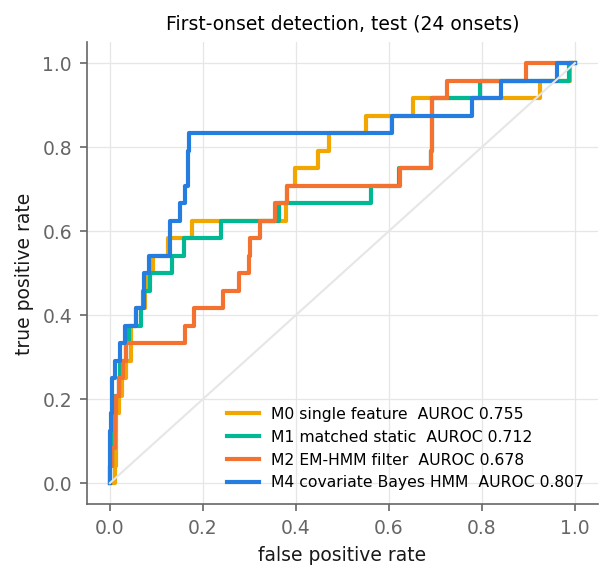 First-onset detection, test (24 onsets)
true positive rate
1.0
0.8
0.6
0.4
0.2
0.0
M0 single feature  AUROC 0.755
M1 matched static  AUROC 0.712
M2 EM-HMM filter  AUROC 0.678
M4 covariate Bayes HMM  AUROC 0.807
0.0 0.2 0.4 0.6 0.8 1.0
false positive rate